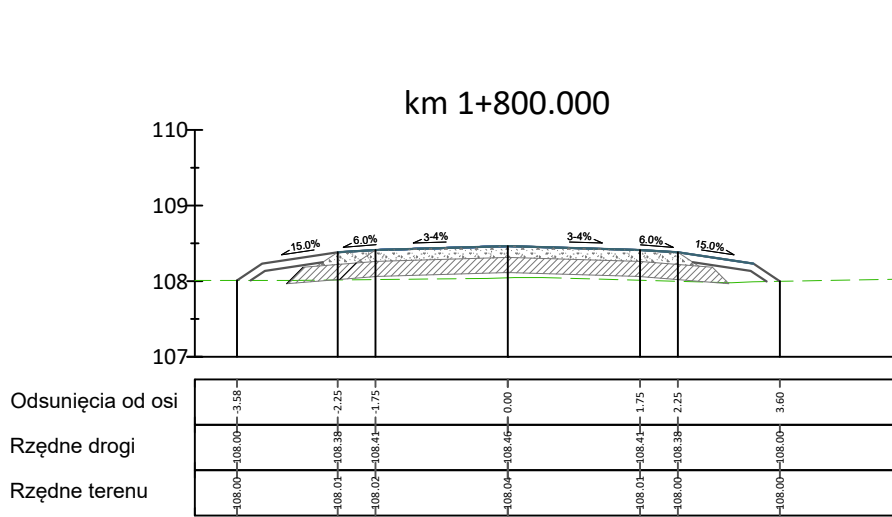 km 1+800.000
110
109
108
107
15.0% 6.0% 3-4% 3-4% 6.0% 15.0%
Odsunięcia od osi -3.58 -2.25 -1.75 0.00 1.75 2.25 3.60
Rzędne drogi 108.00 108.38 108.41 108.46 108.41 108.38 108.00
Rzędne terenu 108.00 108.01 108.02 108.04 108.01 108.00 108.00